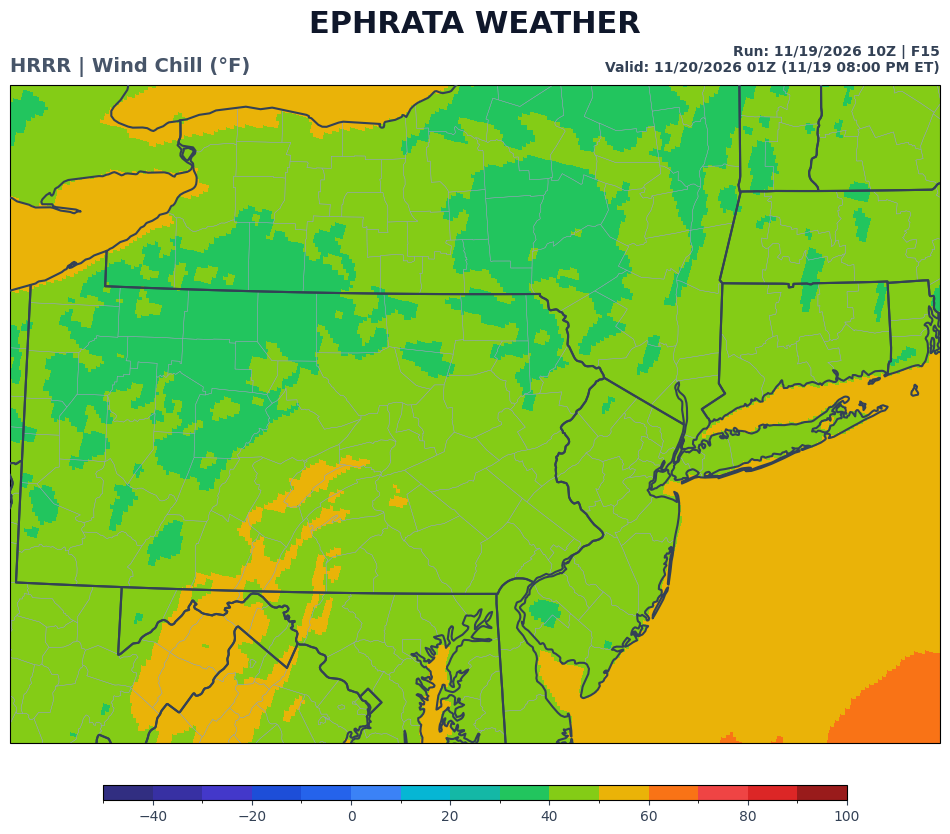 EPHRATA WEATHER
HRRR | Wind Chill (°F)
Run: 11/19/2026 10Z | F15
Valid: 11/20/2026 01Z (11/19 08:00 PM ET)
−40 −20 0 20 40 60 80 100